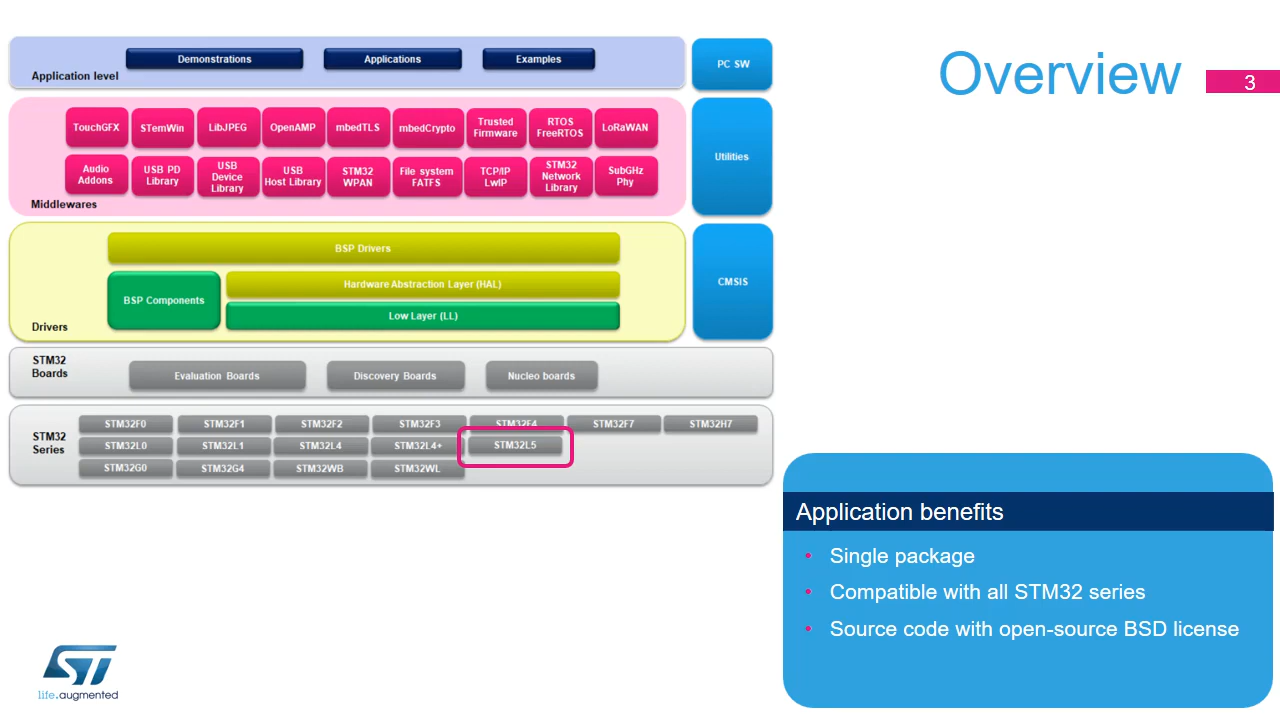 Overview
3
Demonstrations
Applications
Examples
Application level
PC SW
TouchGFX
STemWin
LibJPEG
OpenAMP
mbedTLS
mbedCrypto
Trusted
Firmware
RTOS
FreeRTOS
LoRaWAN
Audio
Addons
USB PD
Library
USB
Device
Library
USB
Host Library
STM32
WPAN
File system
FATFS
TCP/IP
LwIP
STM32
Network
Library
SubGHz
Phy
Middlewares
Utilities
BSP Drivers
BSP Components
Hardware Abstraction Layer (HAL)
Low Layer (LL)
Drivers
CMSIS
STM32
Boards
Evaluation Boards
Discovery Boards
Nucleo boards
STM32
Series
STM32F0
STM32F1
STM32F2
STM32F3
STM32F4
STM32F7
STM32H7
STM32L0
STM32L1
STM32L4
STM32L4+
STM32L5
STM32G0
STM32G4
STM32WB
STM32WL
Application benefits
• Single package
• Compatible with all STM32 series
• Source code with open-source BSD license
ST
life.augmented